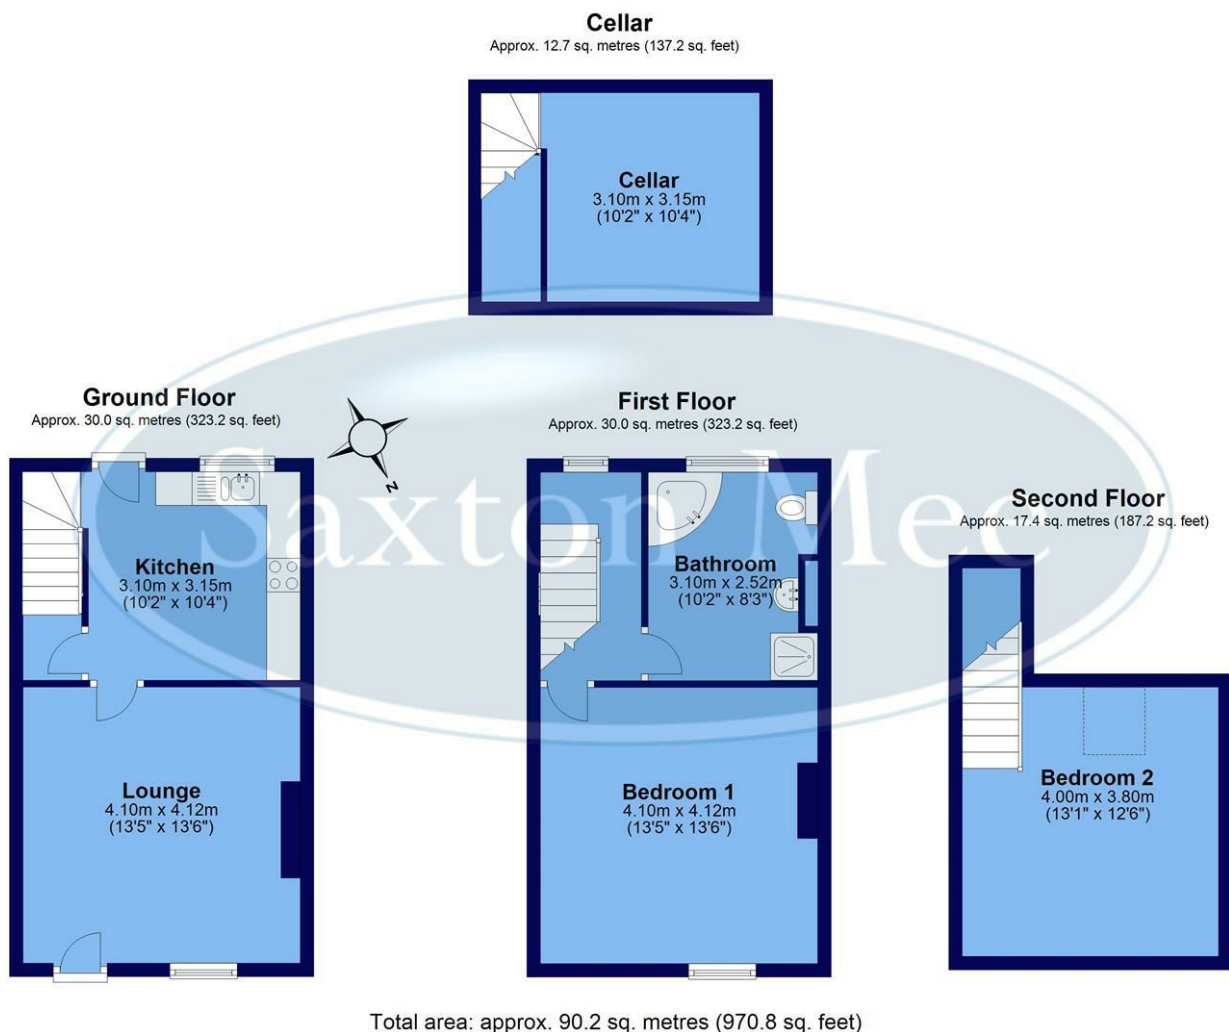 Cellar
Approx. 12.7 sq. metres (137.2 sq. feet)
Cellar
3.10m x 3.15m
(10'2" x 10'4")
Ground Floor
Approx. 30.0 sq. metres (323.2 sq. feet)
N
First Floor
Approx. 30.0 sq. metres (323.2 sq. feet)
Saxton Mee
Second Floor
Approx. 17.4 sq. metres (187.2 sq. feet)
Kitchen
3.10m x 3.15m
(10'2" x 10'4")
Bathroom
3.10m x 2.52m
(10'2" x 8'3")
Lounge
4.10m x 4.12m
(13'5" x 13'6")
Bedroom 1
4.10m x 4.12m
(13'5" x 13'6")
Bedroom 2
4.00m x 3.80m
(13'1" x 12'6")
Total area: approx. 90.2 sq. metres (970.8 sq. feet)